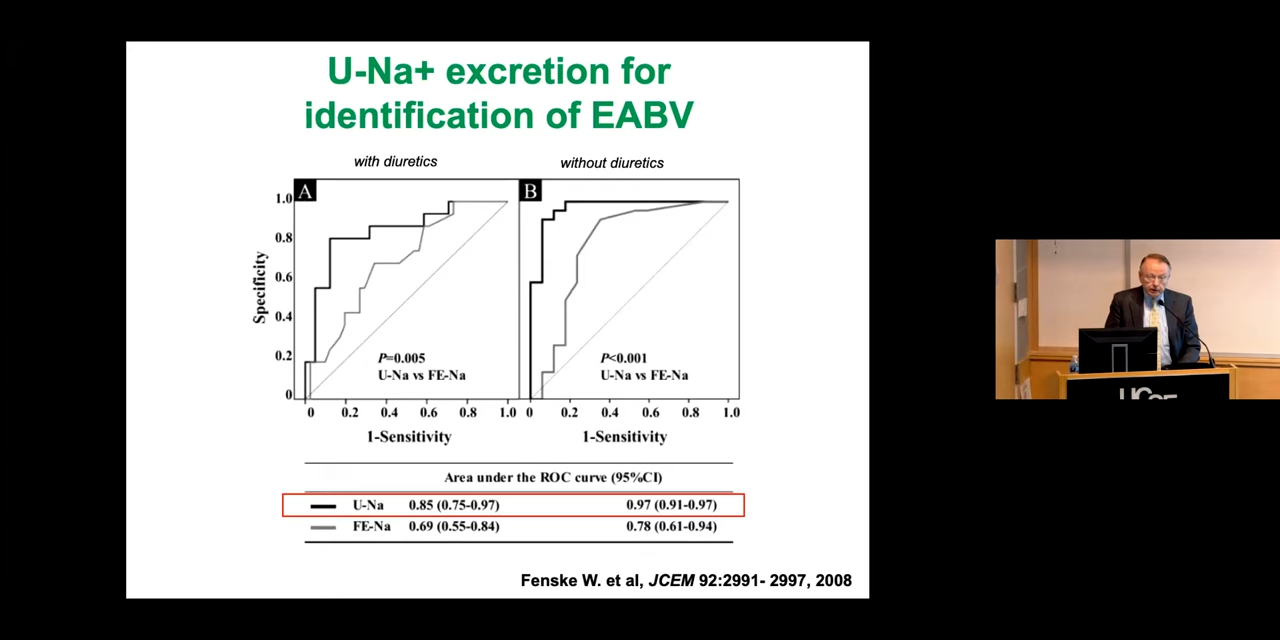 U-Na+ excretion for
identification of EABV
with diuretics
without diuretics
A
B
1.0
0.8
0.6
0.4
0.2
0
Specificity
P=0.005
U-Na vs FE-Na
P<0.001
U-Na vs FE-Na
0 0.2 0.4 0.6 0.8 1.0
0 0.2 0.4 0.6 0.8 1.0
1-Sensitivity
1-Sensitivity
Area under the ROC curve (95%CI)
U-Na 0.85 (0.75-0.97) 0.97 (0.91-0.97)
FE-Na 0.69 (0.55-0.84) 0.78 (0.61-0.94)
Fenske W. et al, JCEM 92:2991- 2997, 2008
UCSF